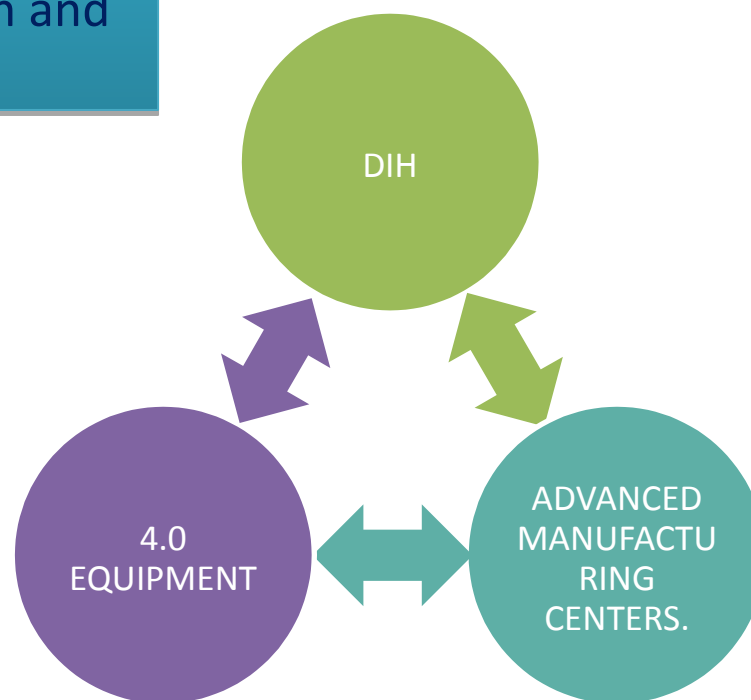 and
DIH
4.0
EQUIPMENT
ADVANCED
MANUFACTU
RING
CENTERS.